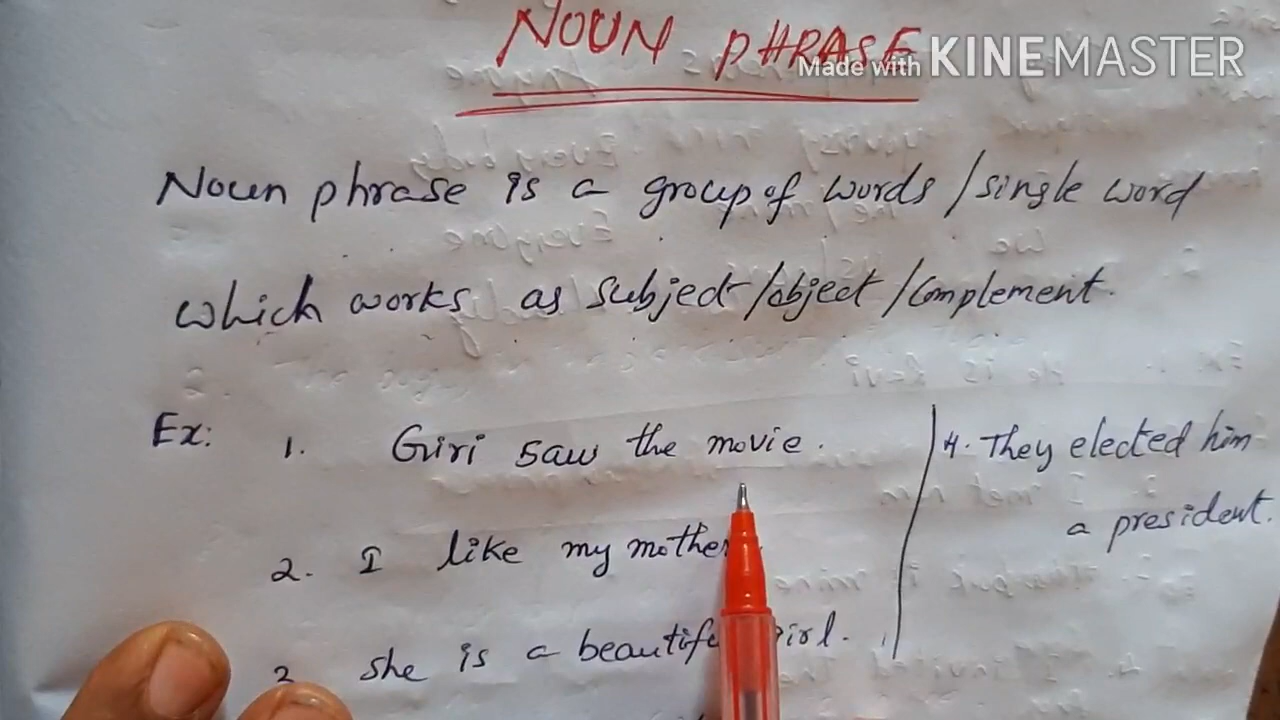 NOUN PHRASE
Made with KINEMASTER
Noun phrase is a group of words/single word
which works as subject/object/complement.
Ex: 1. Giri saw the movie.
4. They elected him
a president.
2. I like my mother
3 she is a beautiful girl.